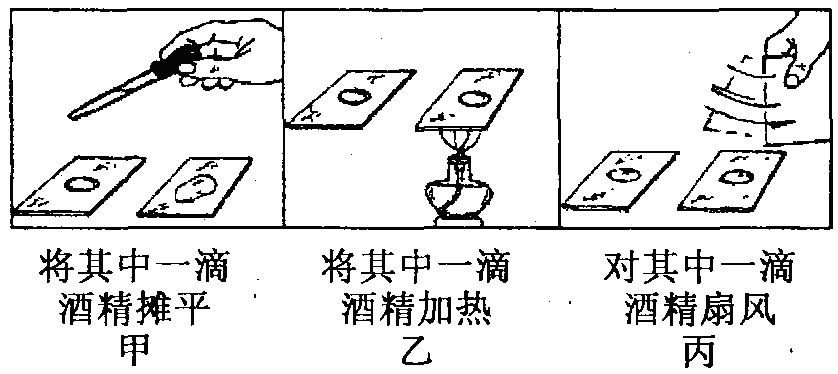 将其中一滴
酒精摊平
甲
将其中一滴
酒精加热
乙
对其中一滴
酒精扇风
丙